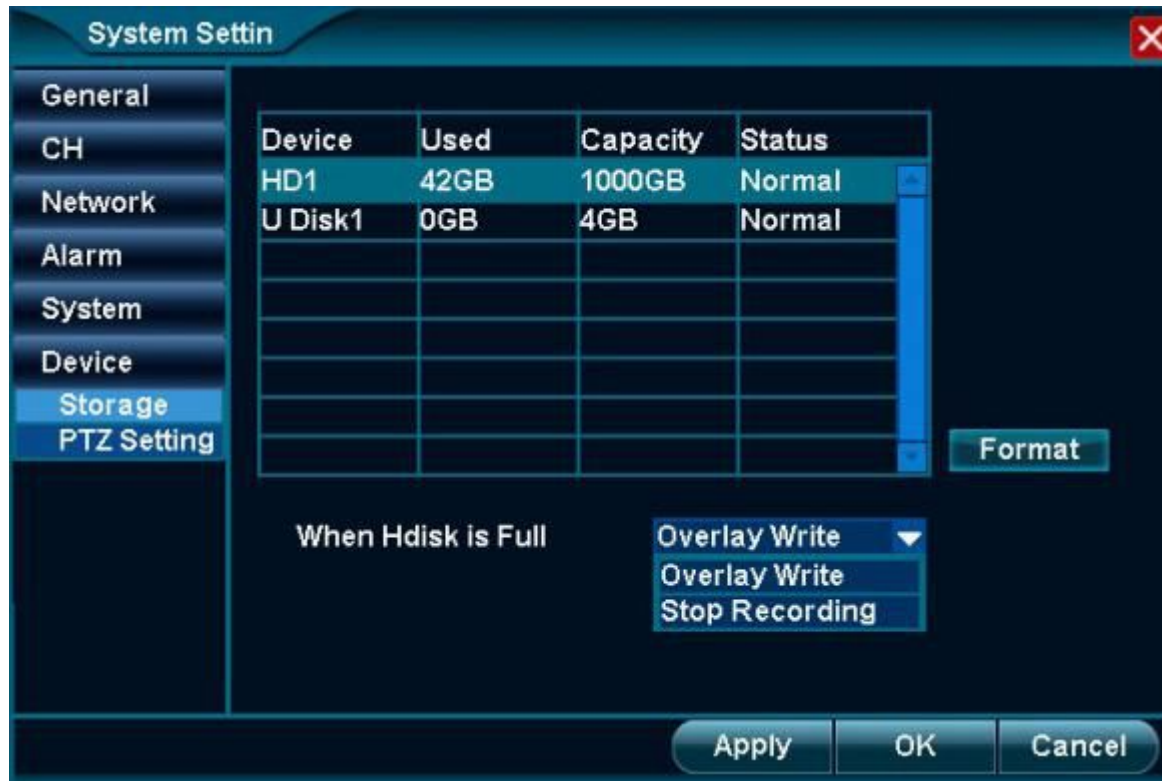 System Settin
General
CH
Network
Alarm
System
Device
Storage
PTZ Setting
Device Used Capacity Status
HD1 42GB 1000GB Normal
U Disk1 0GB 4GB Normal
Format
When Hdisk is Full Overlay Write
Overlay Write
Stop Recording
Apply OK Cancel